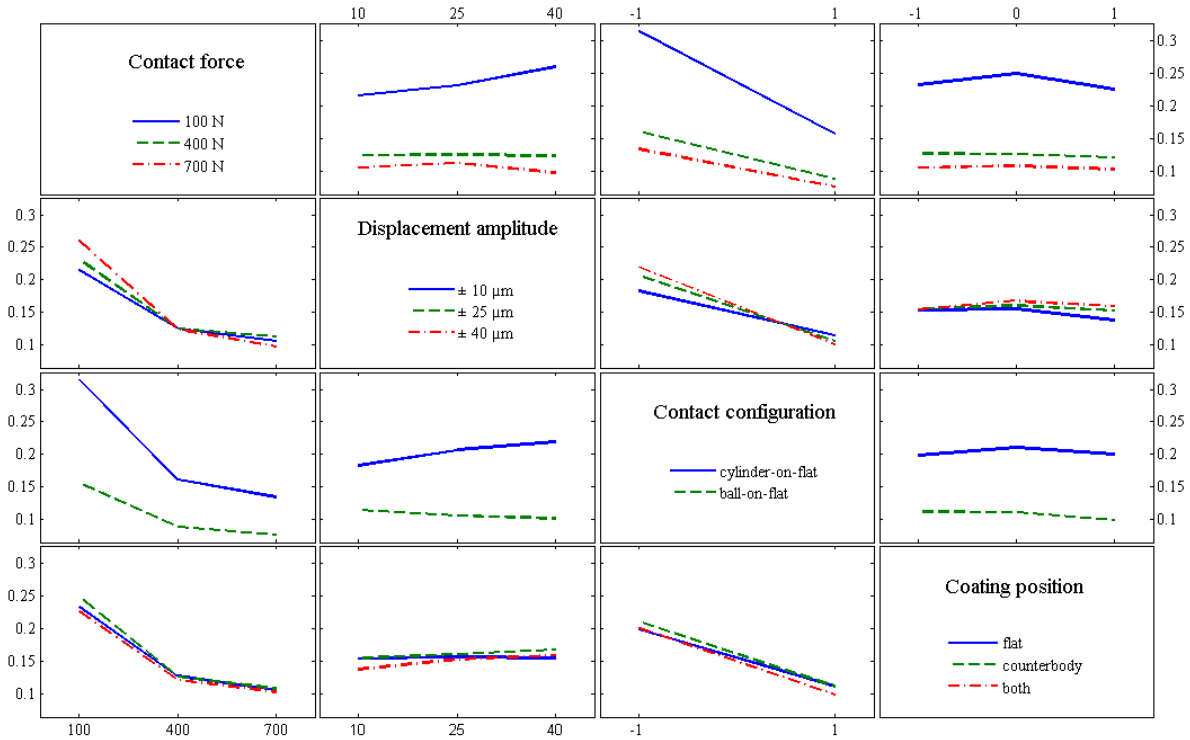 10 25 40 -1 1 -1 0 1
Contact force
100 N
400 N
700 N
0.3
0.25
0.2
0.15
0.1
0.3
0.25
0.2
0.15
0.1
Displacement amplitude
± 10 µm
± 25 µm
± 40 µm
0.3
0.25
0.2
0.15
0.1
0.3
0.25
0.2
0.15
0.1
Contact configuration
cylinder-on-flat
ball-on-flat
0.3
0.25
0.2
0.15
0.1
0.3
0.25
0.2
0.15
0.1
Coating position
flat
counterbody
both
100 400 700 10 25 40 -1 1